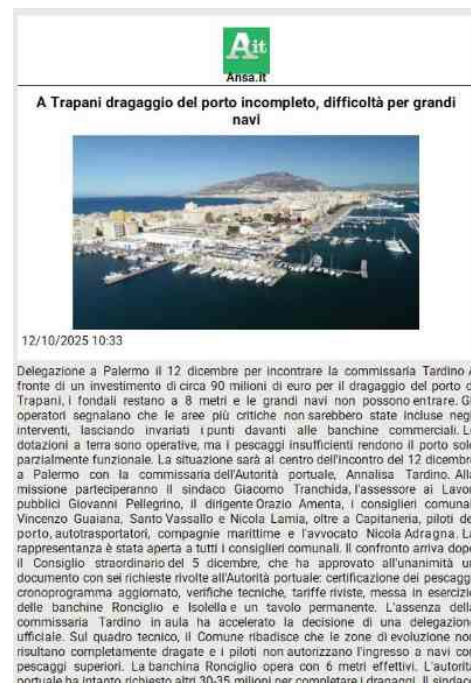 Ait
Ansa.it
A Trapani dragaggio del porto incompleto, difficoltà per grandi
navi
12/10/2025 10:33
Delegazione a Palermo il 12 dicembre per incontrare la commissaria Tardino A
fronte di un investimento di circa 90 milioni di euro per il dragaggio del porto d
Trapani, i fondali restano a 8 metri e le grandi navi non possono entrare. Gl
operatori segnalano che le aree più critiche non sarebbero state incluse negl
interventi, lasciando invariati i punti davanti alle banchine commerciali. Le
dotazioni a terra sono operative, ma i pescaggi insufficienti rendono il porto solo
parzialmente funzionale. La situazione sarà al centro dell'incontro del 12 dicembre
a Palermo con la commissaria dell'Autorità portuale, Annalisa Tardino. Alla
missione parteciperanno il sindaco Giacomo Tranchida, l'assessore ai Lavor
pubblici Giovanni Pellegrino, il dirigente Orazio Amenta, i consiglieri comunal
Vincenzo Guaiana, Santo Vassallo e Nicola Lamia, oltre a Capitaneria, piloti de
porto, autotrasportatori, compagnie marittime e l'avvocato Nicola Adragna. La
rappresentanza è stata aperta a tutti i consiglieri comunali. Il confronto arriva dopo
il Consiglio straordinario del 5 dicembre, che ha approvato all'unanimità un
documento con sei richieste rivolte all'Autorità portuale: certificazione dei pescaggi
cronoprogramma aggiornato, verifiche tecniche, tariffe riviste, messa in esercizio
delle banchine Ronciglio e Isolella e un tavolo permanente. L'assenza della
commissaria Tardino in aula ha accelerato la decisione di una delegazione
ufficiale. Sul quadro tecnico, il Comune ribadisce che le zone di evoluzione non
risultano completamente dragate e i piloti non autorizzano l'ingresso a navi con
pescaggi superiori. La banchina Ronciglio opera con 6 metri effettivi. L'autorità
portuale ha intanto richiesto altri 30-35 milioni per completare i dragaggi. Il sindaco